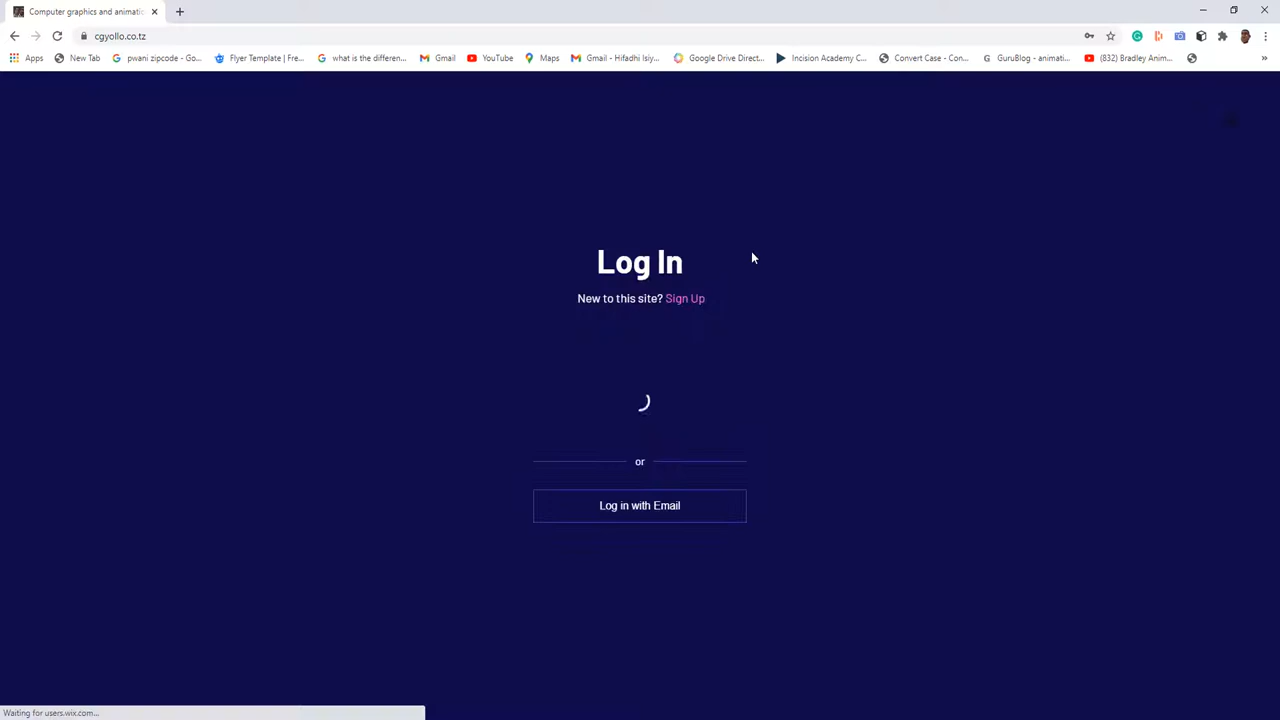 Computer graphics and animatic
cgyollo.co.tz
Apps New Tab pwani zipcode - Go... Flyer Template | Fre... what is the differen... Gmail YouTube Maps Gmail - Hifadhi Isiy... Google Drive Direct... Incision Academy C... Convert Case - Con... GuruBlog - animati... (832) Bradley Anim...
Log In
New to this site? Sign Up
or
Log in with Email
Waiting for users.wix.com...